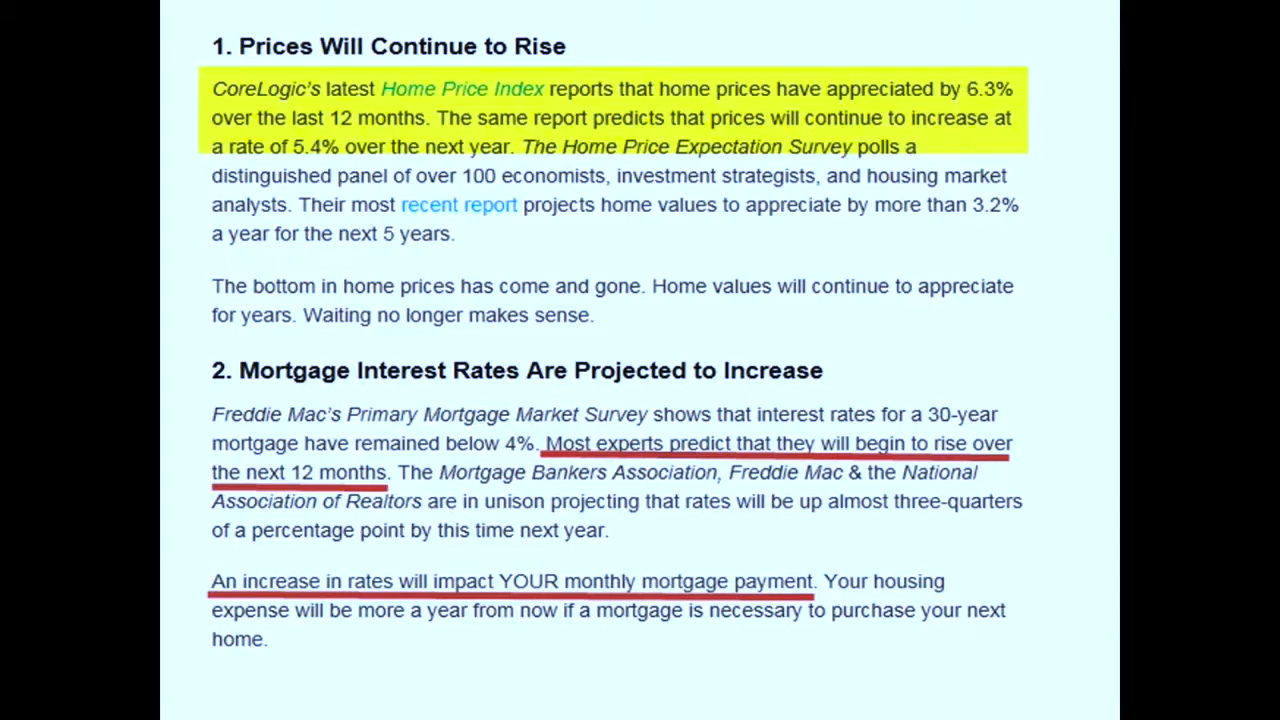 1. Prices Will Continue to Rise
CoreLogic's latest Home Price Index reports that home prices have appreciated by 6.3%
over the last 12 months. The same report predicts that prices will continue to increase at
a rate of 5.4% over the next year. The Home Price Expectation Survey polls a
distinguished panel of over 100 economists, investment strategists, and housing market
analysts. Their most recent report projects home values to appreciate by more than 3.2%
a year for the next 5 years.
The bottom in home prices has come and gone. Home values will continue to appreciate
for years. Waiting no longer makes sense.
2. Mortgage Interest Rates Are Projected to Increase
Freddie Mac's Primary Mortgage Market Survey shows that interest rates for a 30-year
mortgage have remained below 4%. Most experts predict that they will begin to rise over
the next 12 months. The Mortgage Bankers Association, Freddie Mac & the National
Association of Realtors are in unison projecting that rates will be up almost three-quarters
of a percentage point by this time next year.
An increase in rates will impact YOUR monthly mortgage payment. Your housing
expense will be more a year from now if a mortgage is necessary to purchase your next
home.